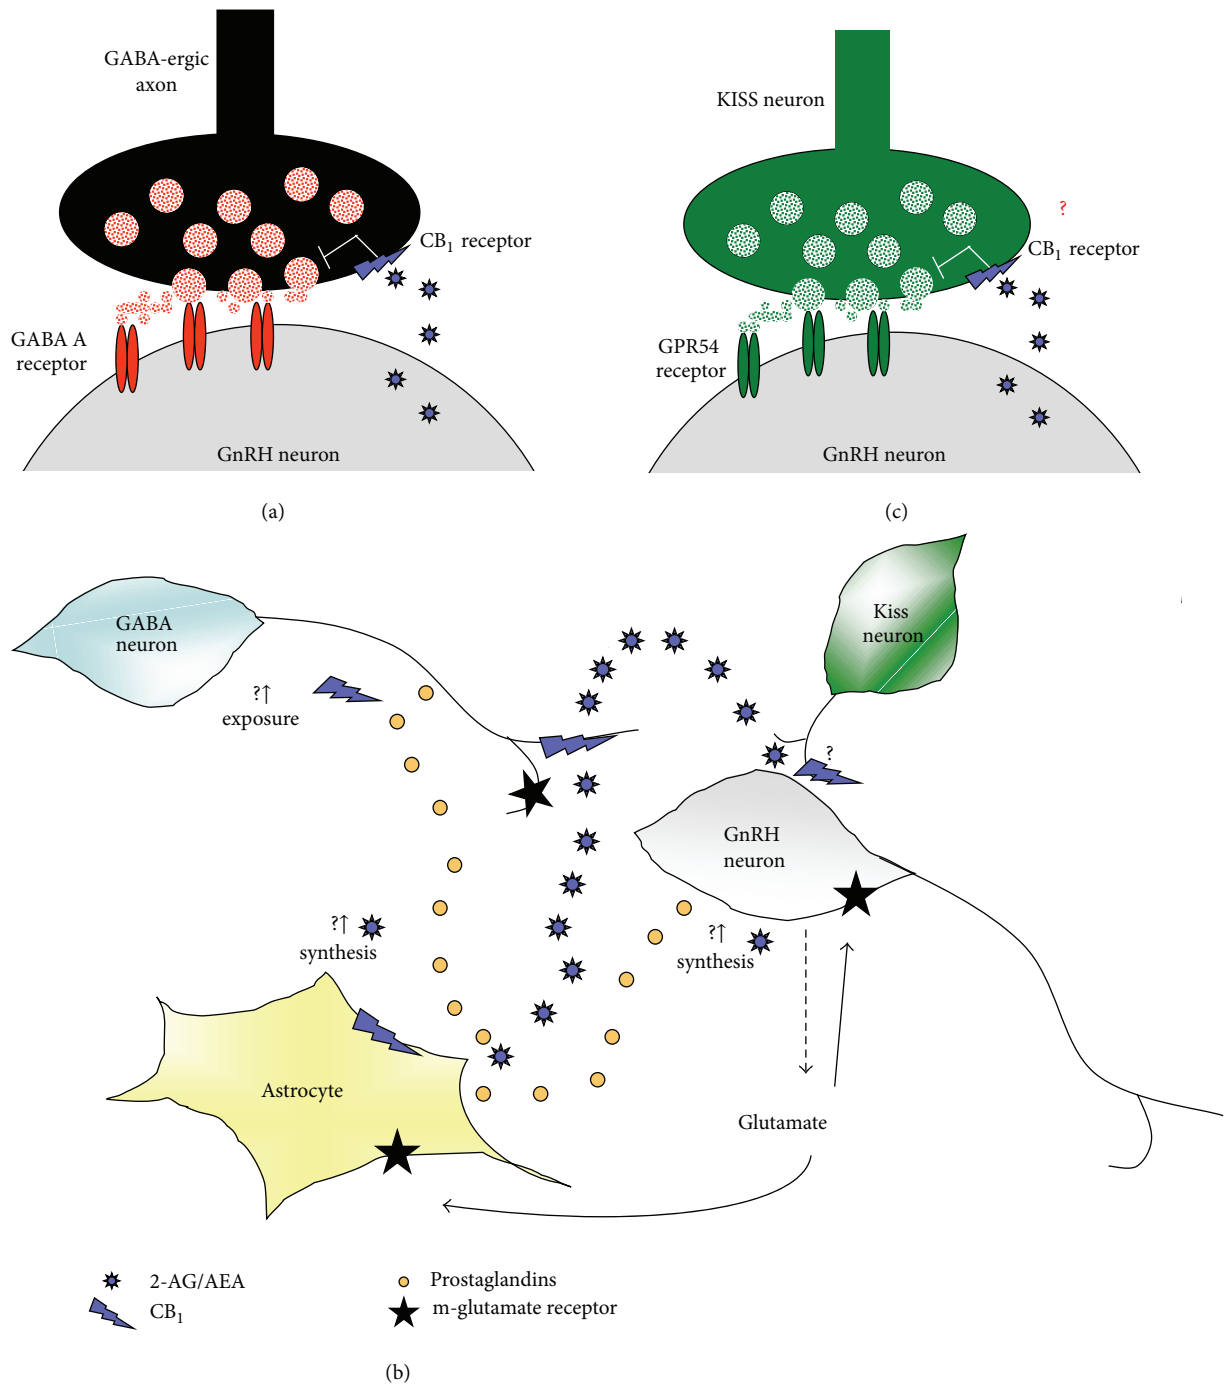 GABA-ergic
axon
CB1 receptor
GABA A
receptor
GnRH neuron
(a)
KISS neuron
?
CB1 receptor
GPR54
receptor
GnRH neuron
(c)
GABA
neuron
?↑
exposure
Kiss
neuron
?
GnRH
neuron
?↑
synthesis
?↑
synthesis
Astrocyte
Glutamate
2-AG/AEA
CB1
Prostaglandins
m-glutamate receptor
(b)